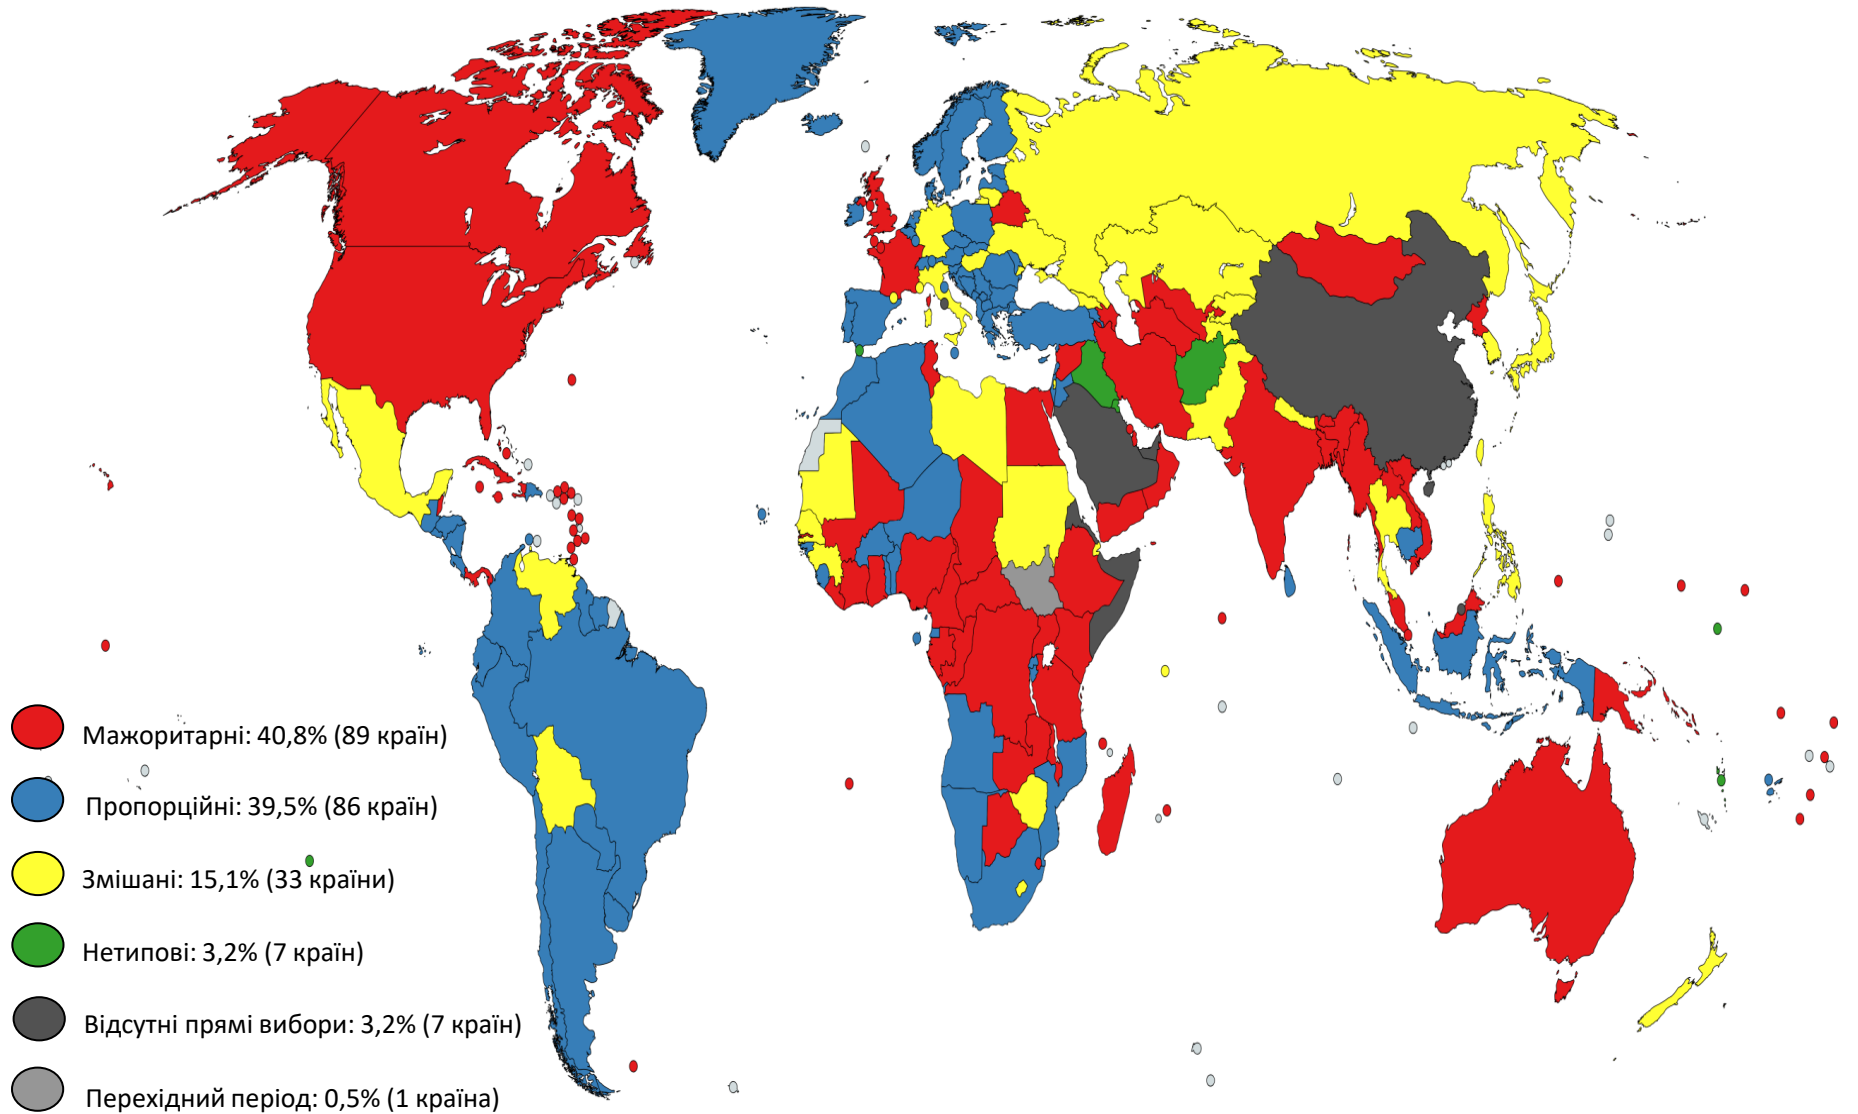 Мажоритарні: 40,8% (89 країн)
Пропорційні: 39,5% (86 країн)
Змішані: 15,1% (33 країни)
Нетипові: 3,2% (7 країн)
Відсутні прямі вибори: 3,2% (7 країн)
Перехідний період: 0,5% (1 країна)